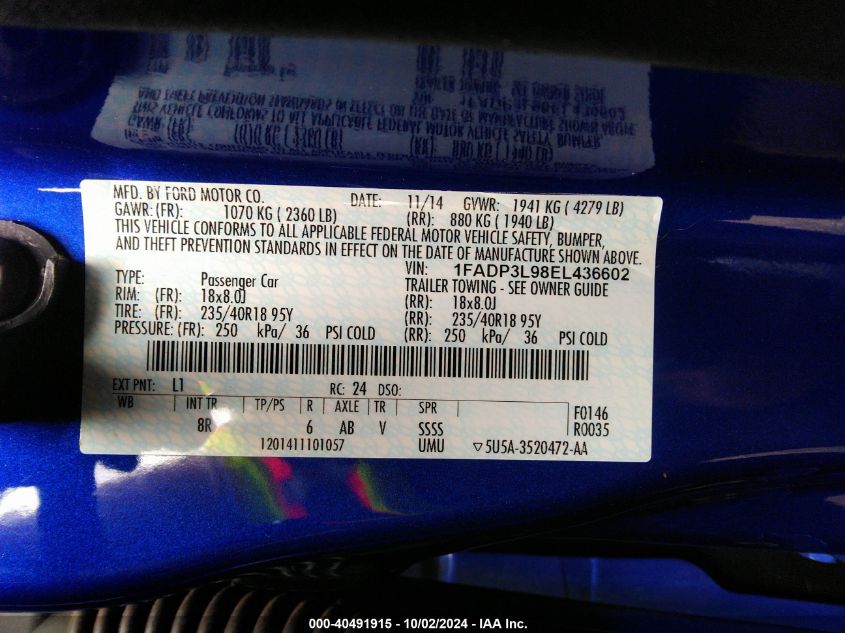 MFD. BY FORD MOTOR CO. DATE: 11/14 GVWR: 1941 KG ( 4279 LB)
GAWR: (FR): 1070 KG ( 2360 LB) (RR): 880 KG ( 1940 LB)
THIS VEHICLE CONFORMS TO ALL APPLICABLE FEDERAL MOTOR VEHICLE SAFETY, BUMPER,
AND THEFT PREVENTION STANDARDS IN EFFECT ON THE DATE OF MANUFACTURE SHOWN ABOVE.
VIN: 1FADP3L98EL436602
TYPE: Passenger Car TRAILER TOWING - SEE OWNER GUIDE
RIM: (FR): 18x8.0J (RR): 18x8.0J
TIRE: (FR): 235/40R18 95Y (RR): 235/40R18 95Y
PRESSURE: (FR): 250 kPa/ 36 PSI COLD (RR): 250 kPa/ 36 PSI COLD
EXT PNT: L1 RC: 24 DSO:
WB INT TR TP/PS R AXLE TR SPR F0146
8R 6 AB V SSSS R0035
1201411101057 UMU ▽5U5A-3520472-AA
000-40491915 - 10/02/2024 - IAA Inc.